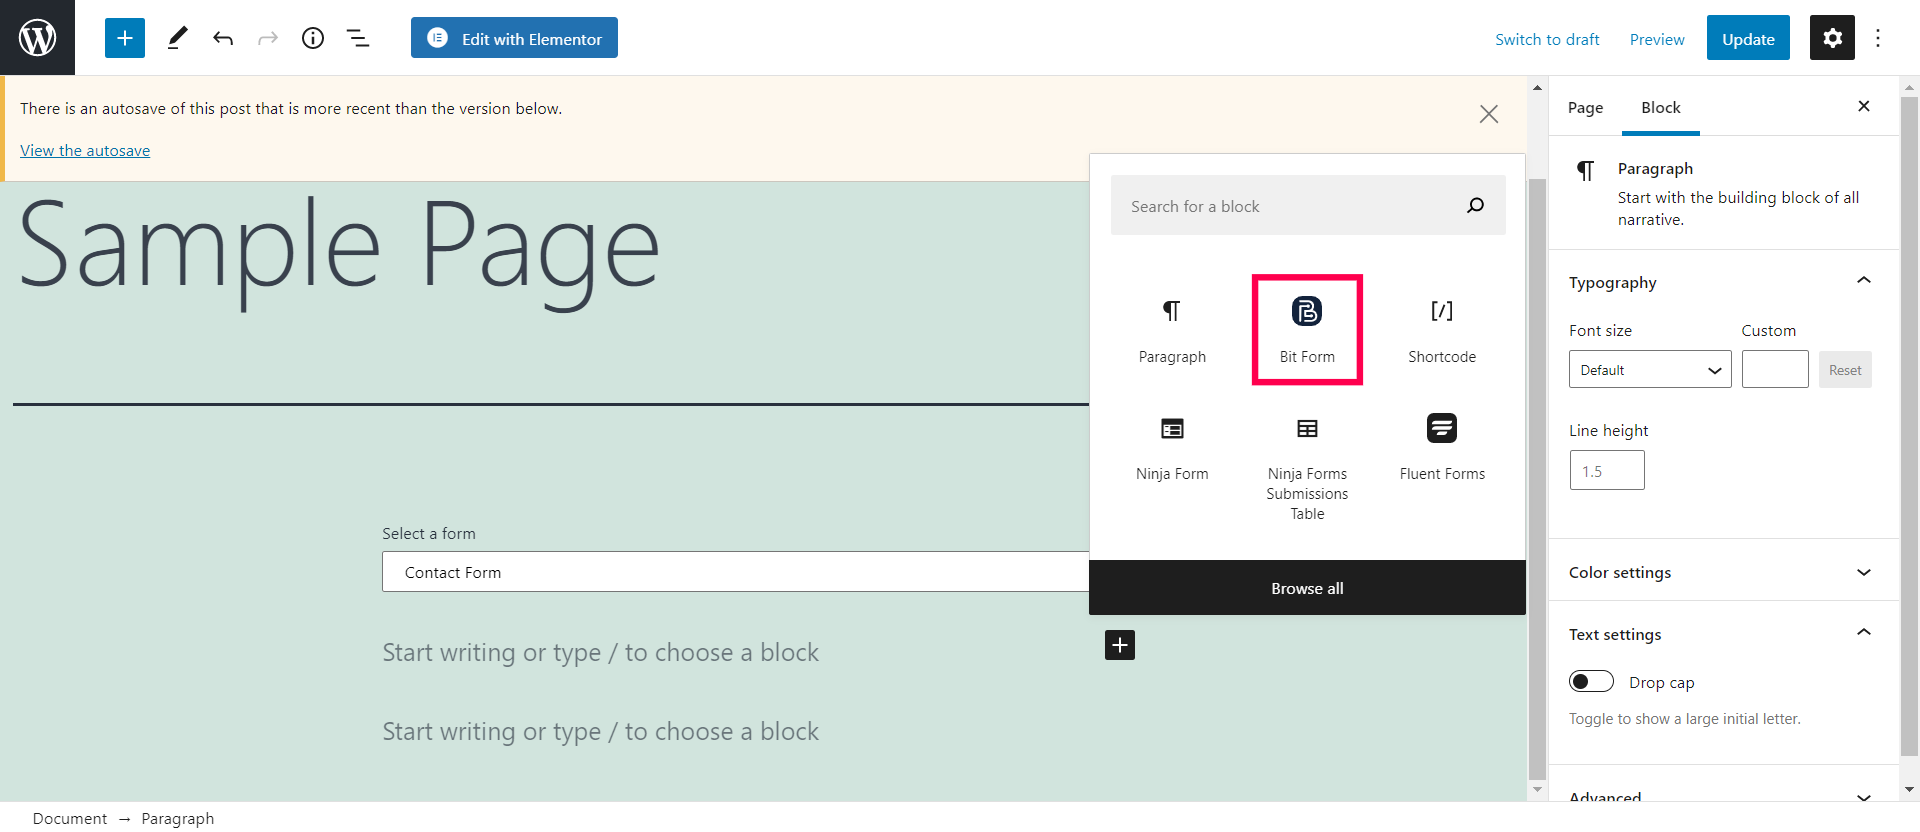 Edit with Elementor
Switch to draft
Preview
Update
There is an autosave of this post that is more recent than the version below.
View the autosave
Sample Page
Select a form
Contact Form
Start writing or type / to choose a block
Start writing or type / to choose a block
Search for a block
Paragraph
Bit Form
Shortcode
Ninja Form
Ninja Forms
Submissions
Table
Fluent Forms
Browse all
Page
Block
Paragraph
Start with the building block of all
narrative.
Typography
Font size
Custom
Default
Reset
Line height
1.5
Color settings
Text settings
Drop cap
Toggle to show a large initial letter.
Advanced
Document → Paragraph